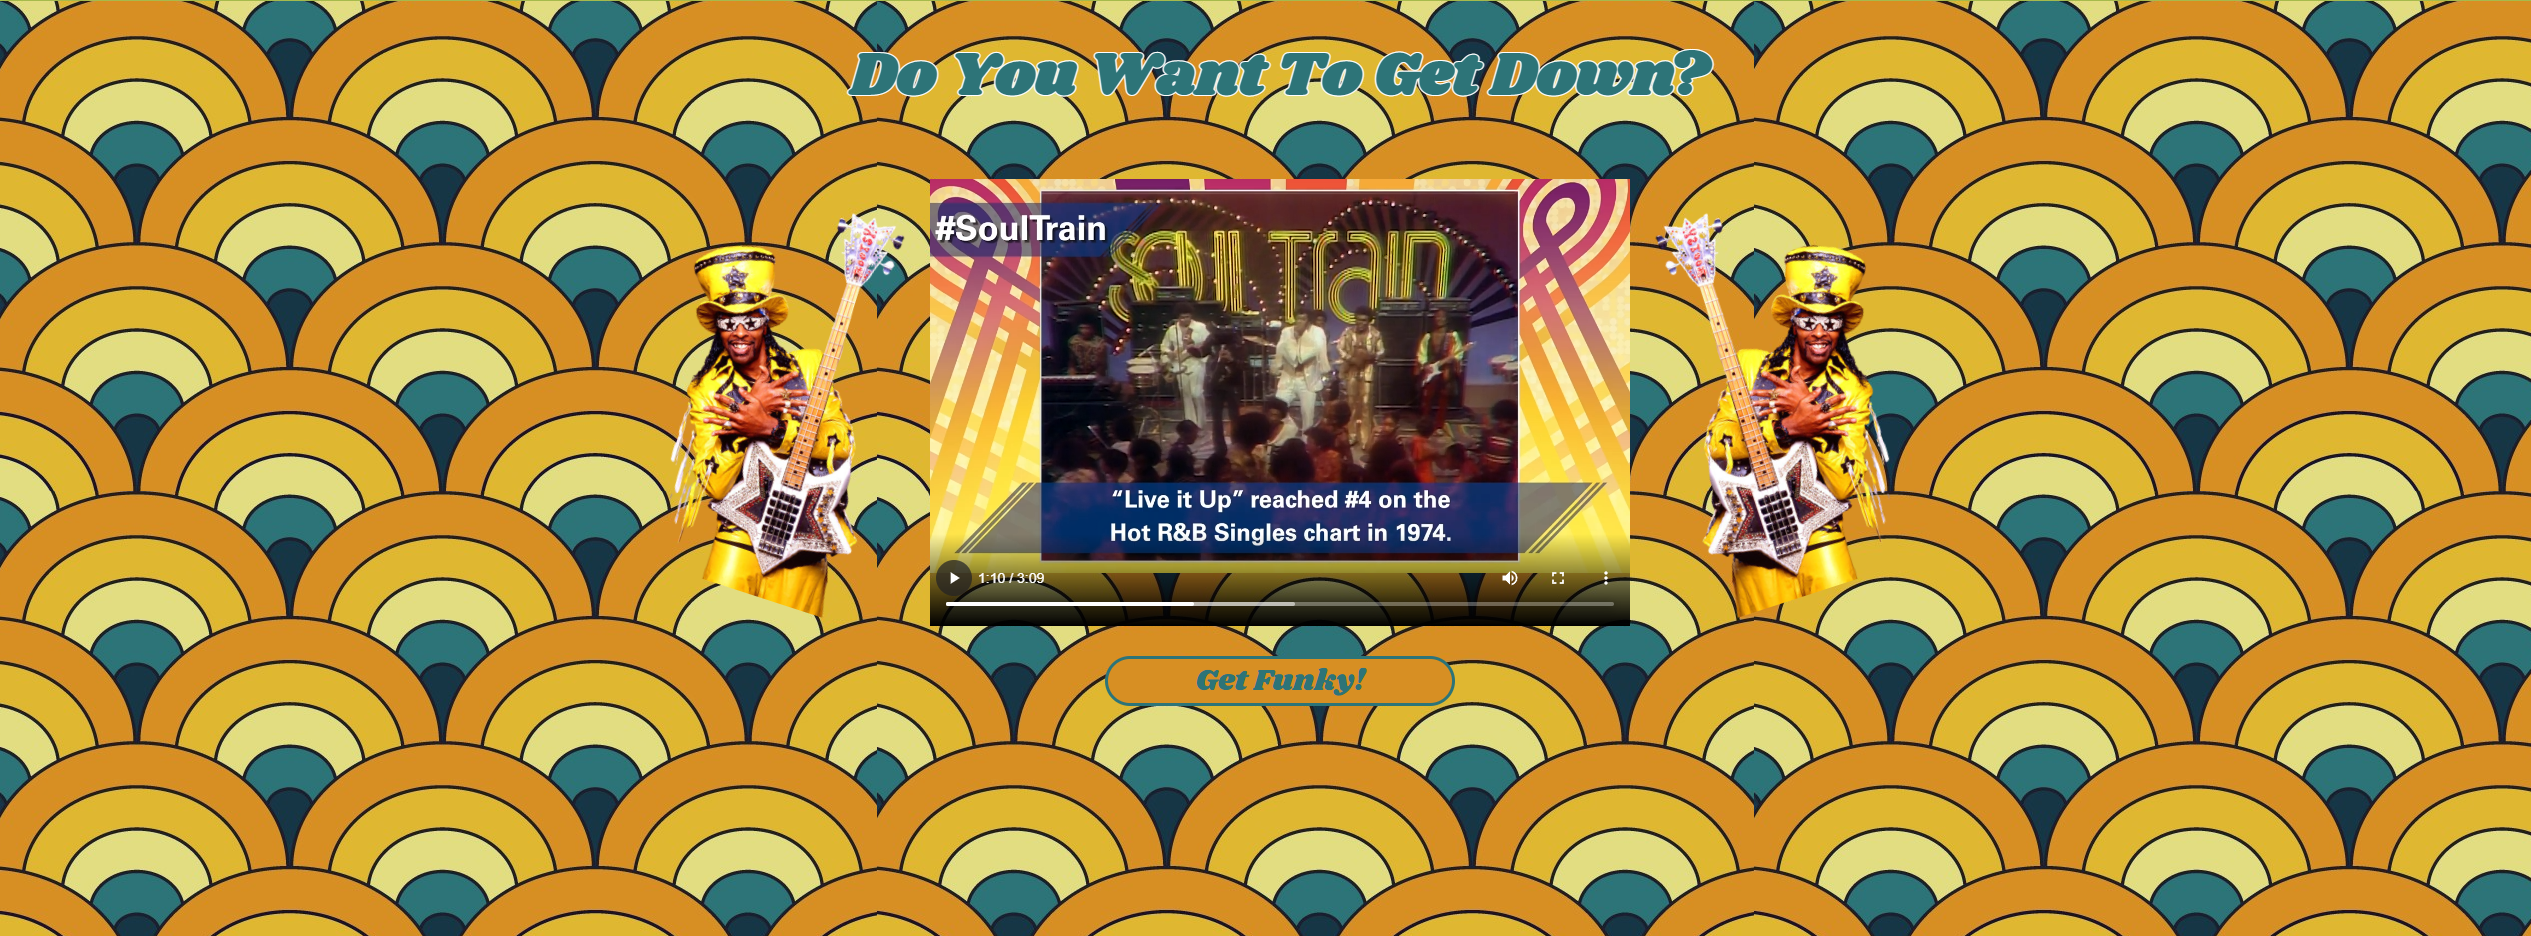 Do You Want To Get Down?
#SoulTrain
SOUL TRAIN
“Live it Up” reached #4 on the
Hot R&B Singles chart in 1974.
1:10 / 3:09
Get Funky!